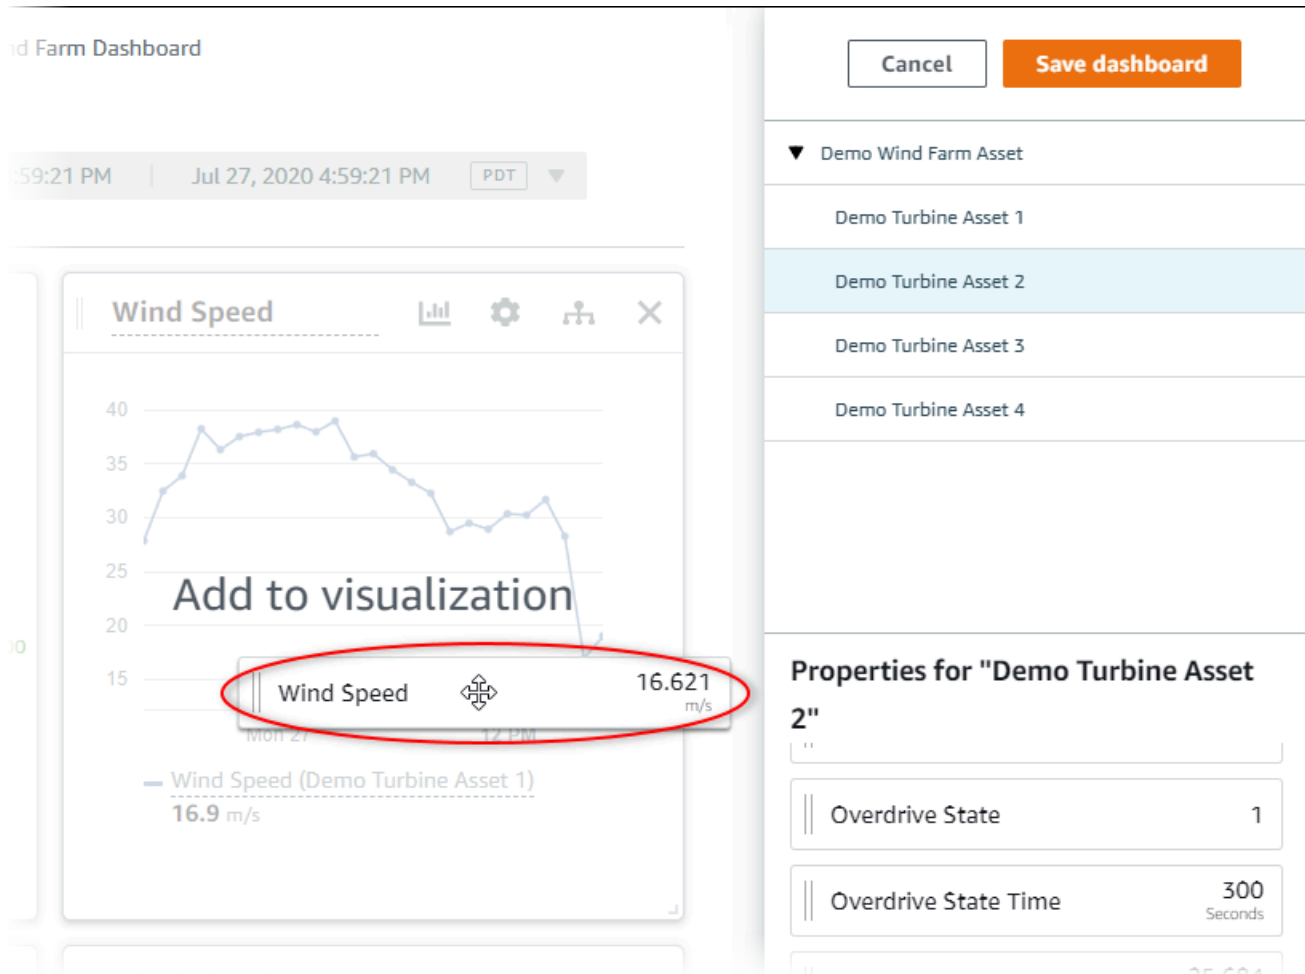 nd Farm Dashboard
Cancel
Save dashboard
:59:21 PM
Jul 27, 2020 4:59:21 PM
PDT
Demo Wind Farm Asset
Demo Turbine Asset 1
Demo Turbine Asset 2
Demo Turbine Asset 3
Demo Turbine Asset 4
Wind Speed
40
35
30
25
20
15
Add to visualization
Wind Speed
16.621
m/s
Mon 27
12 PM
Wind Speed (Demo Turbine Asset 1)
16.9 m/s
Properties for "Demo Turbine Asset
2"
Overdrive State
1
Overdrive State Time
300
Seconds